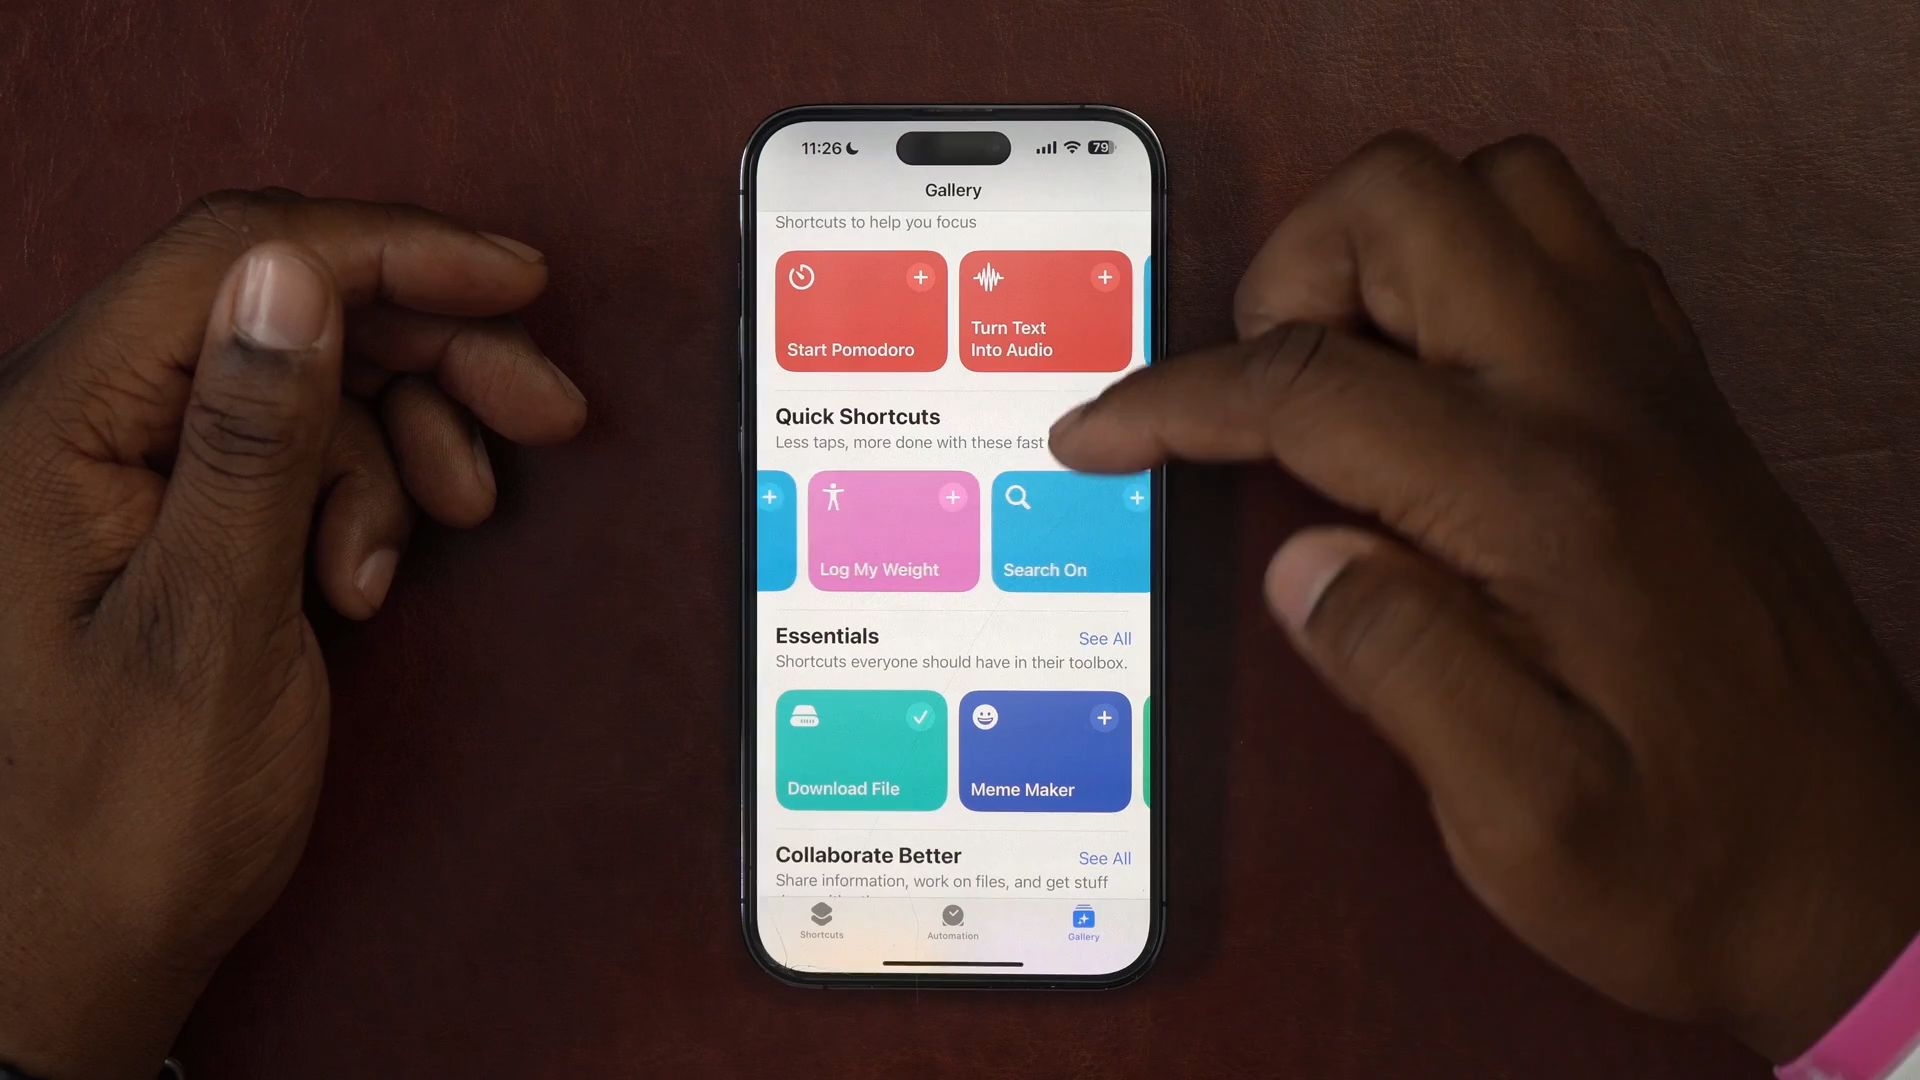 11:26
79
Gallery
Shortcuts to help you focus
Start Pomodoro
Turn Text
Into Audio
Quick Shortcuts
Less taps, more done with these fast
Log My Weight
Search On
Essentials
See All
Shortcuts everyone should have in their toolbox.
Download File
Meme Maker
Collaborate Better
See All
Share information, work on files, and get stuff
Shortcuts
Automation
Gallery